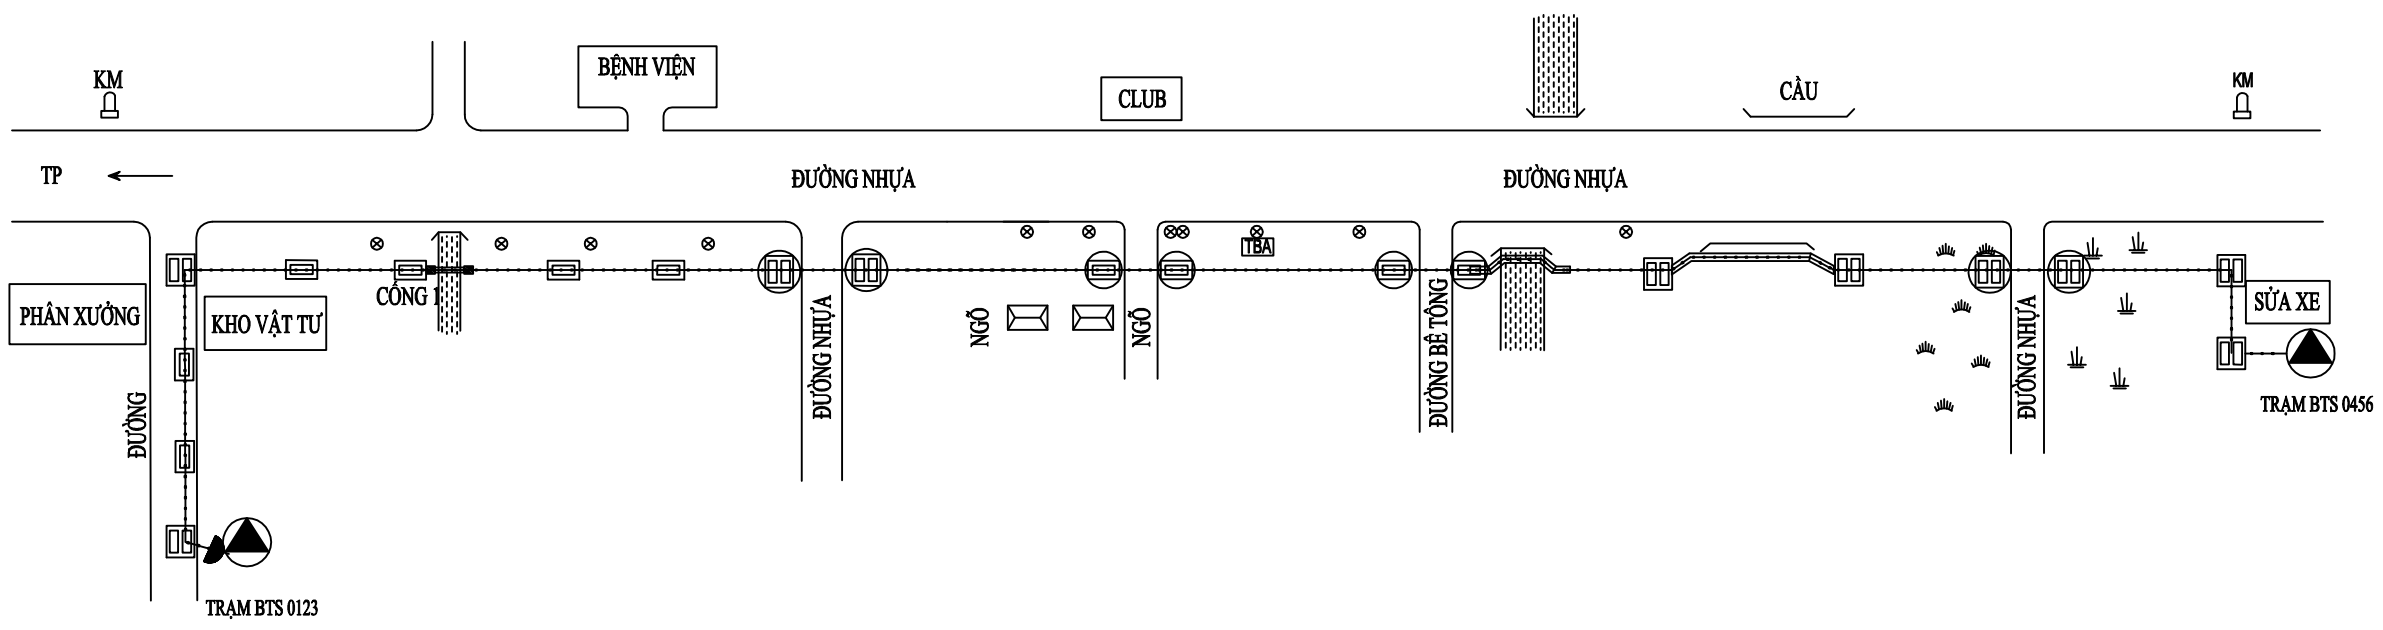 KM
BỆNH VIỆN
CLUB
CẦU
KM
TP
ĐƯỜNG NHỰA
ĐƯỜNG NHỰA
TBA
CỐNG 1
PHÂN XƯỞNG
KHO VẬT TƯ
SỬA XE
ĐƯỜNG
ĐƯỜNG NHỰA
NGÕ
NGÕ
ĐƯỜNG BÊ TÔNG
ĐƯỜNG NHỰA
TRẠM BTS 0456
TRẠM BTS 0123